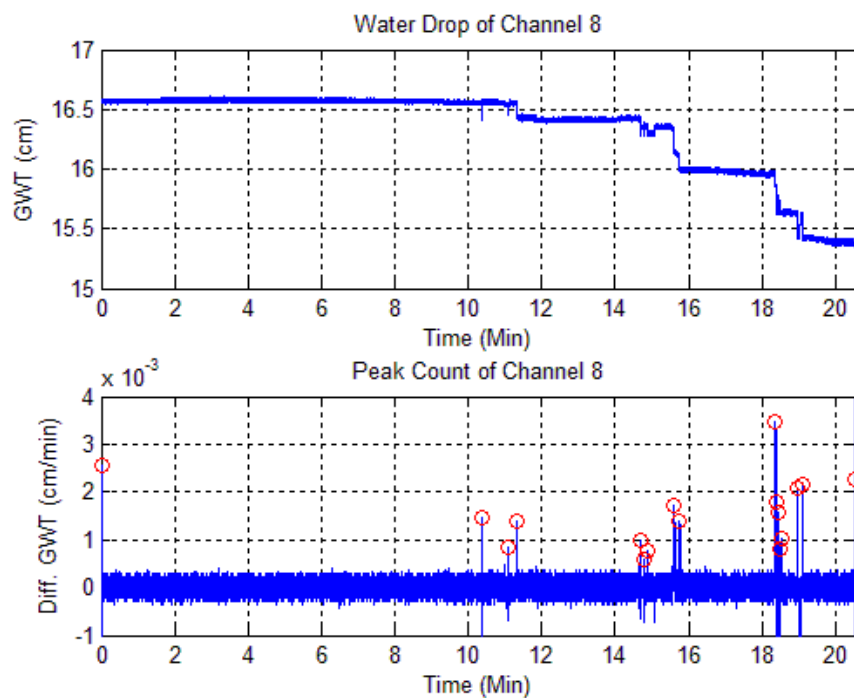 Water Drop of Channel 8
17
16.5
16
15.5
15
GWT (cm)
0 2 4 6 8 10 12 14 16 18 20
Time (Min)
Peak Count of Channel 8
x 10^-3
4
3
2
1
0
-1
Diff. GWT (cm/min)
0 2 4 6 8 10 12 14 16 18 20
Time (Min)